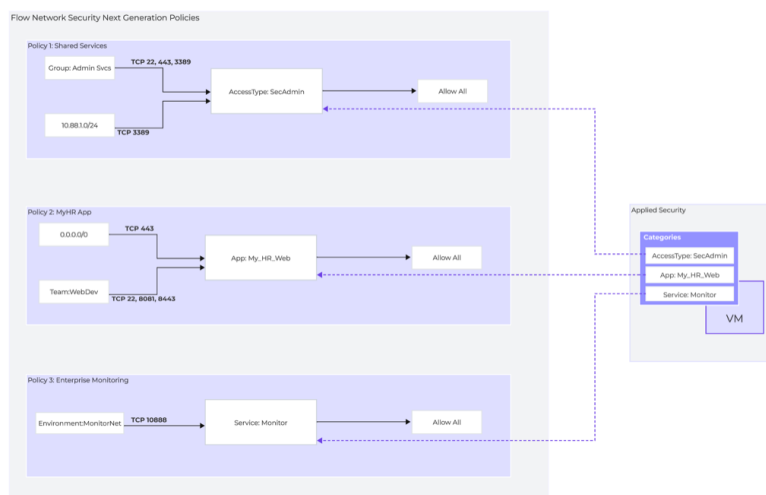 Flow Network Security Next Generation Policies
Policy 1: Shared Services
Group: Admin Svcs
TCP 22, 443, 3389
AccessType: SecAdmin
Allow All
10.88.1.0/24
TCP 3389
Policy 2: MyHR App
0.0.0.0/0
TCP 443
App: My_HR_Web
Allow All
Team:WebDev
TCP 22, 8081, 8443
Policy 3: Enterprise Monitoring
Environment:MonitorNet
TCP 10888
Service: Monitor
Allow All
Applied Security
Categories
AccessType: SecAdmin
App: My_HR_Web
Service: Monitor
VM